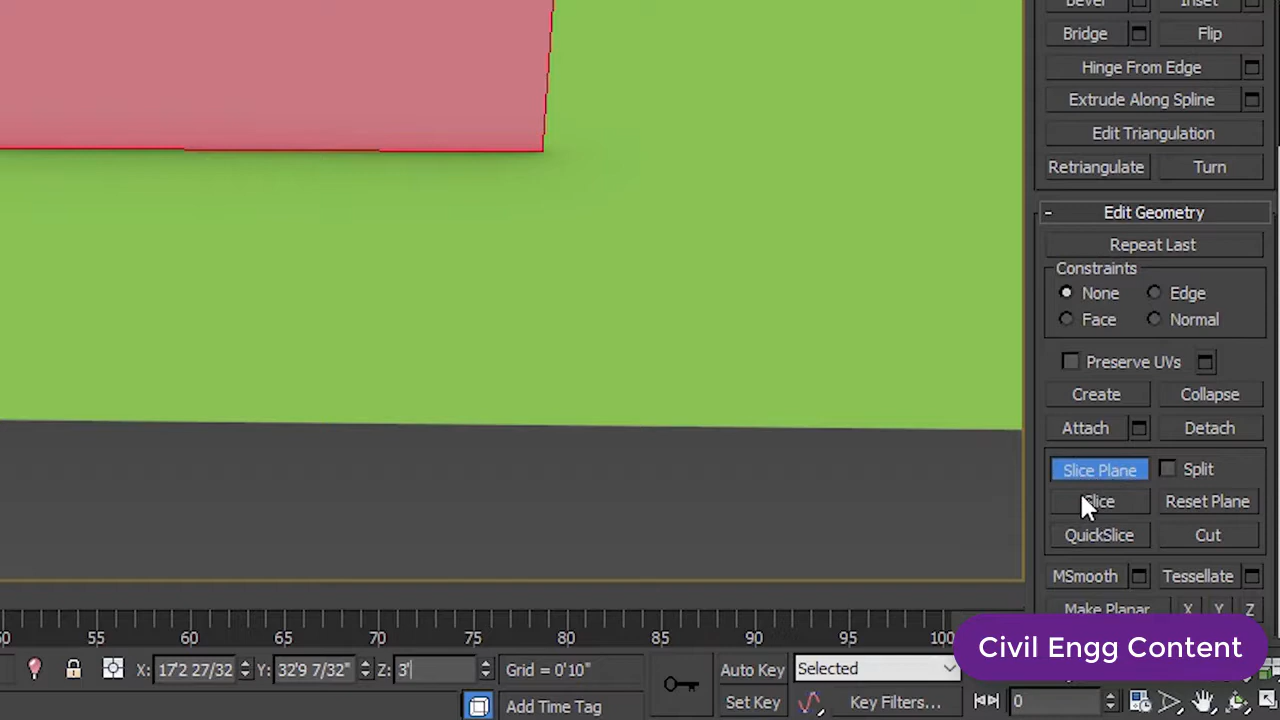 Bevel Inset
Bridge Flip
Hinge From Edge
Extrude Along Spline
Edit Triangulation
Retriangulate Turn
- Edit Geometry
Repeat Last
Constraints
None Edge
Face Normal
Preserve UVs
Create Collapse
Attach Detach
Slice Plane Split
Slice Reset Plane
QuickSlice Cut
MSmooth Tessellate
Make Planar X Y Z
Civil Engg Content
50 55 60 65 70 75 80 85 90 95 100
X: 17'2 27/32 Y: 32'9 7/32" Z: 3' Grid = 0'10" Auto Key Selected
Add Time Tag Set Key Key Filters... 0